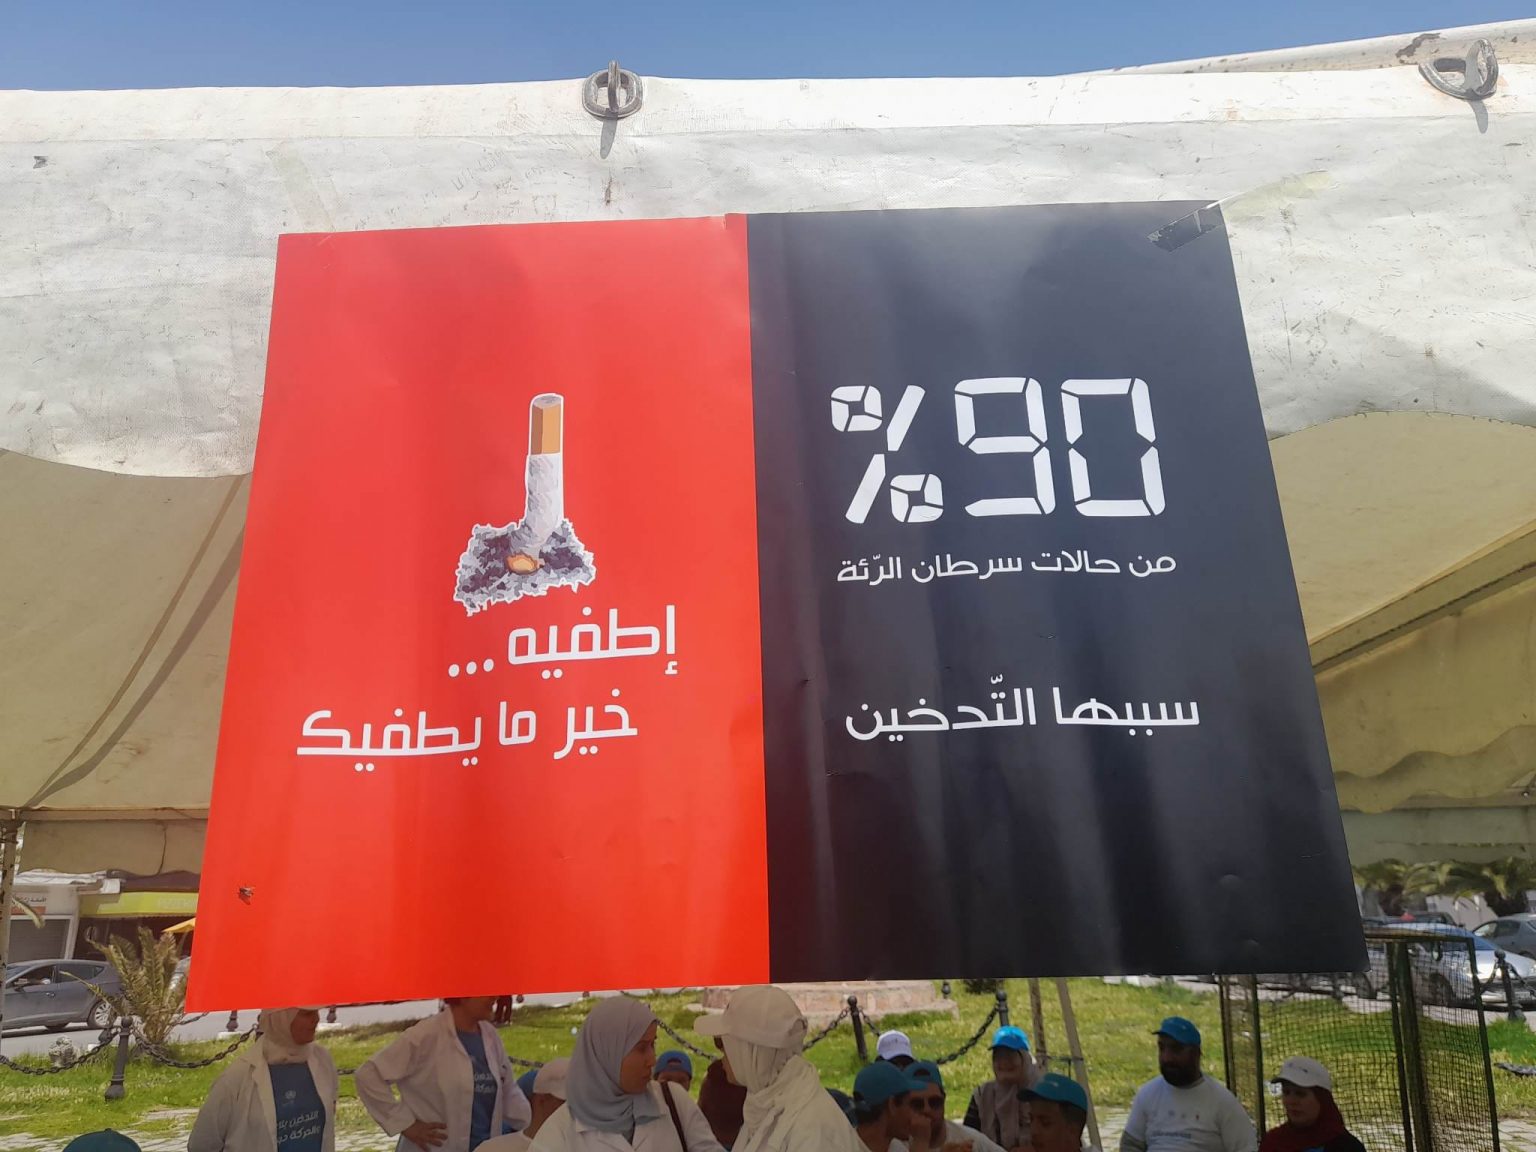 %90
من حالات سرطان الرّئة
سببها التّدخين
إطفيه ...
خير ما يطفيك